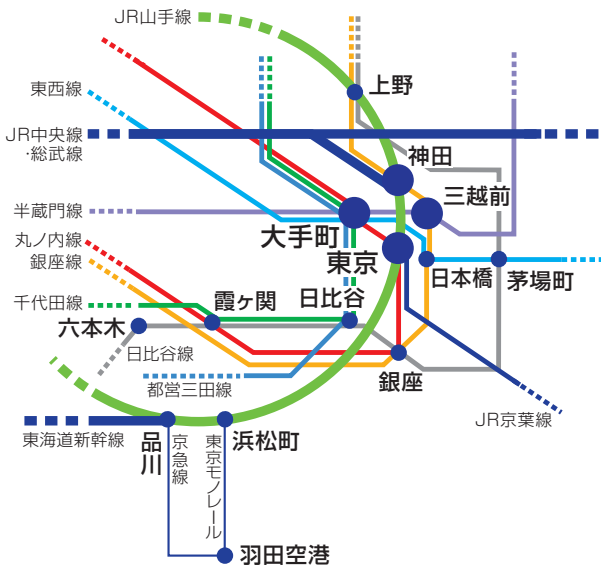 JR山手線
上野
東西線
JR中央線
・総武線
神田
三越前
半蔵門線
大手町
丸ノ内線
東京
銀座線
日本橋
茅場町
千代田線
霞ヶ関
日比谷
六本木
日比谷線
銀座
都営三田線
JR京葉線
東海道新幹線
品川
京急線
東京モノレール
浜松町
羽田空港